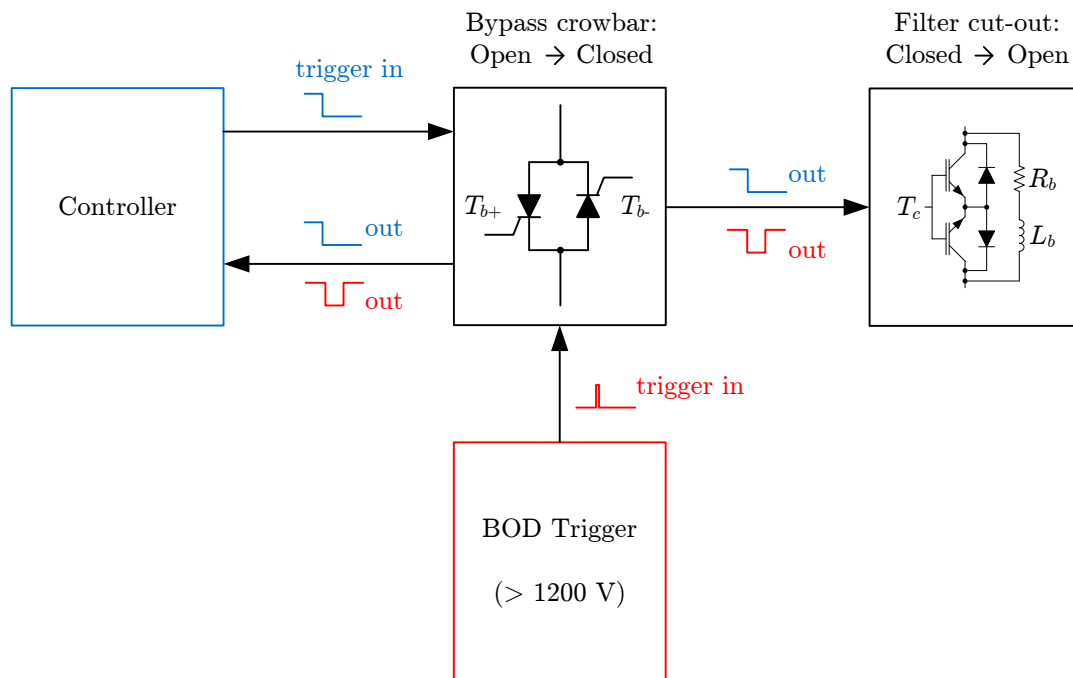 Bypass crowbar:
Open → Closed
Filter cut-out:
Closed → Open
trigger in
Controller
out
out
T_{b+}
T_{b-}
out
out
T_c
R_b
L_b
trigger in
BOD Trigger
(> 1200 V)